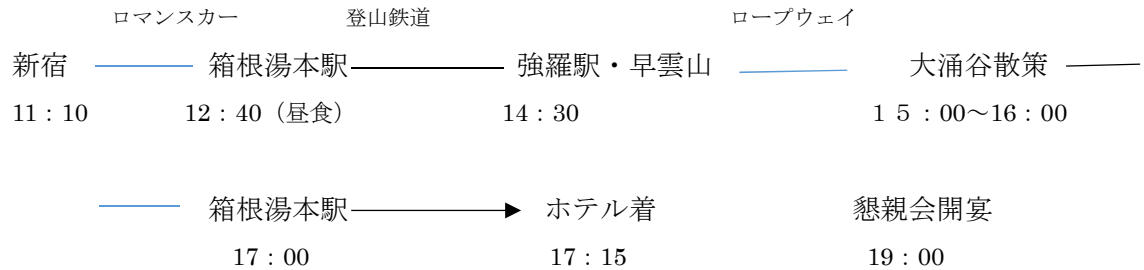 ロマンスカー 登山鉄道 ロープウェイ
新宿 箱根湯本駅 強羅駅・早雲山 大涌谷散策
11：10 12：40（昼食） 14：30 １５：00～16：00
箱根湯本駅 ホテル着 懇親会開宴
17：00 17：15 19：00